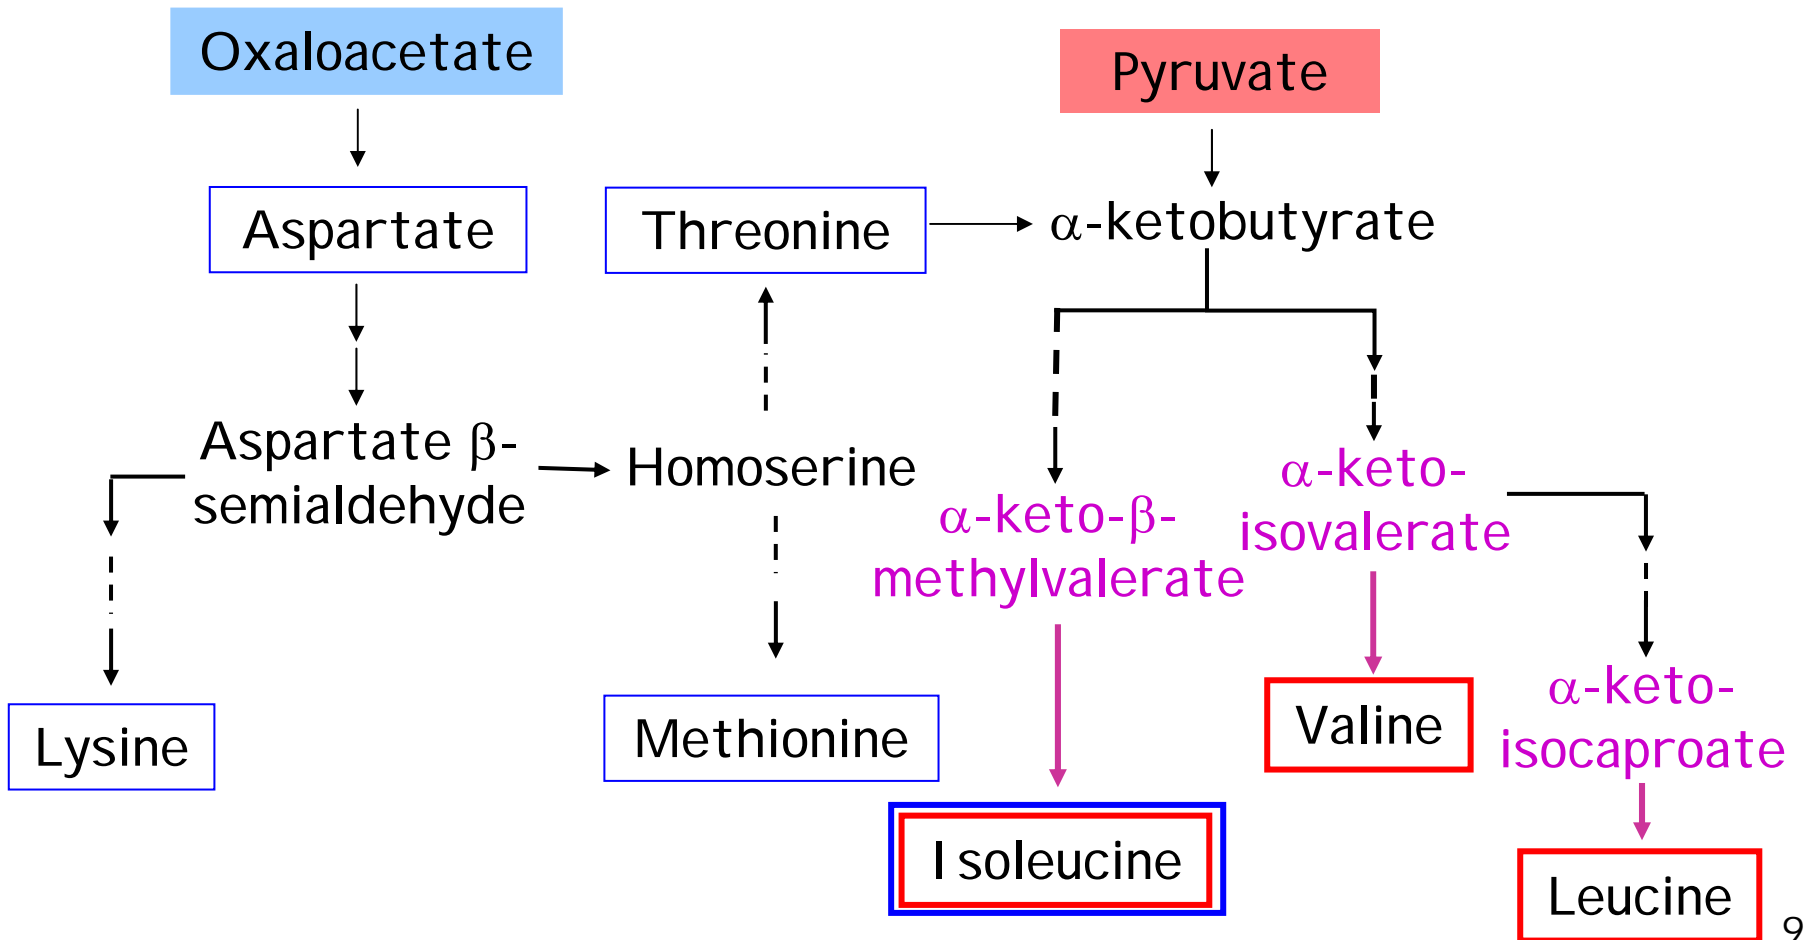 Oxaloacetate
Pyruvate
Aspartate
Threonine
α-ketobutyrate
Aspartate β-
semialdehyde
Homoserine
α-keto-β-
methylvalerate
α-keto-
isovalerate
Lysine
Methionine
Valine
α-keto-
isocaproate
Isoleucine
Leucine
9